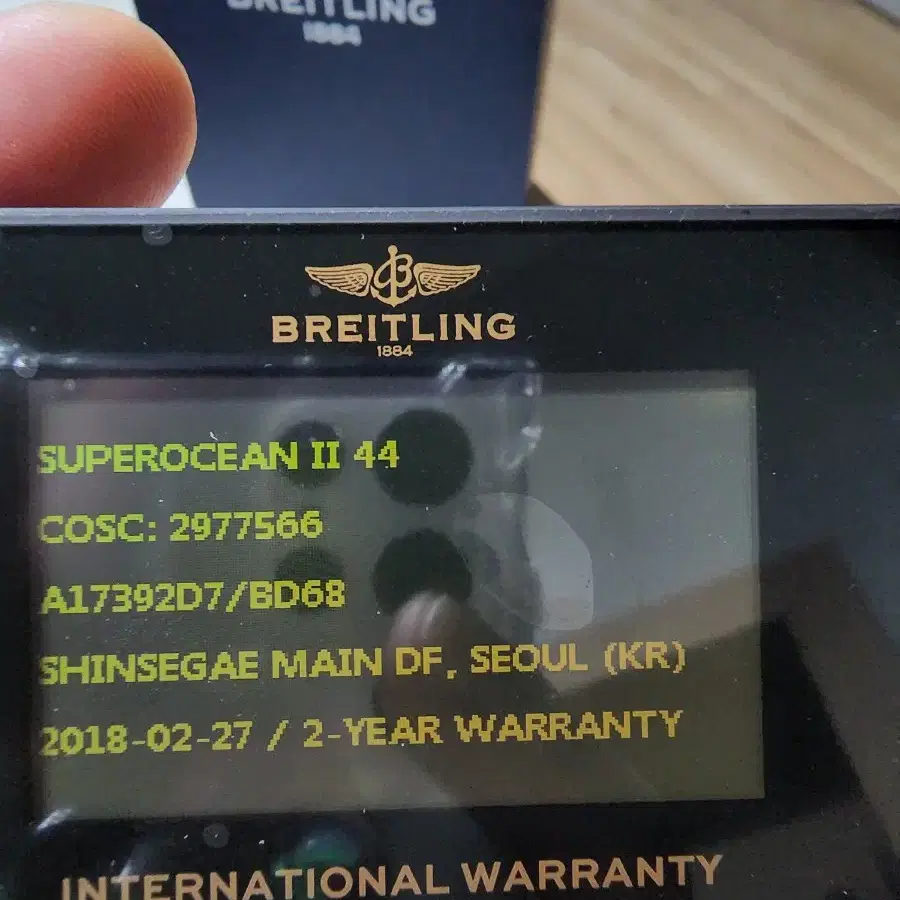 BREITLING
1884
BREITLING
1884
SUPEROCEAN II 44
COSC: 2977566
A17392D7/BD68
SHINSEGAE MAIN DF, SEOUL (KR)
2018-02-27 / 2-YEAR WARRANTY
INTERNATIONAL WARRANTY